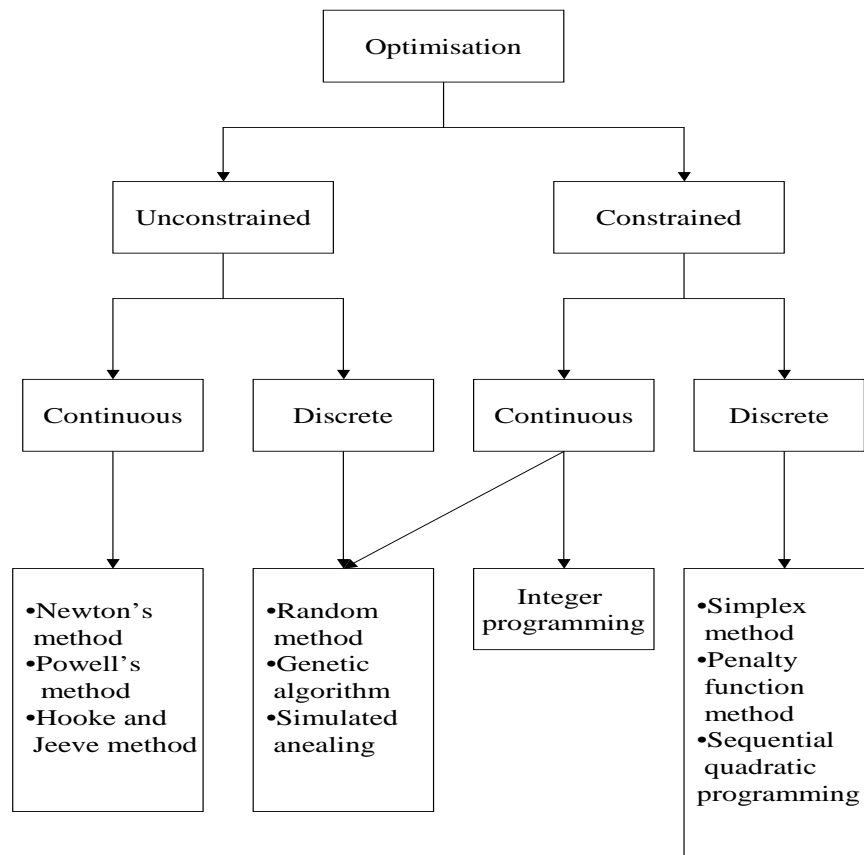 Optimisation
Unconstrained
Constrained
Continuous
Discrete
Continuous
Discrete
•Newton's
method
•Powell's
method
•Hooke and
Jeeve method
•Random
method
•Genetic
algorithm
•Simulated
anealing
Integer
programming
•Simplex
method
•Penalty
function
method
•Sequential
quadratic
programming